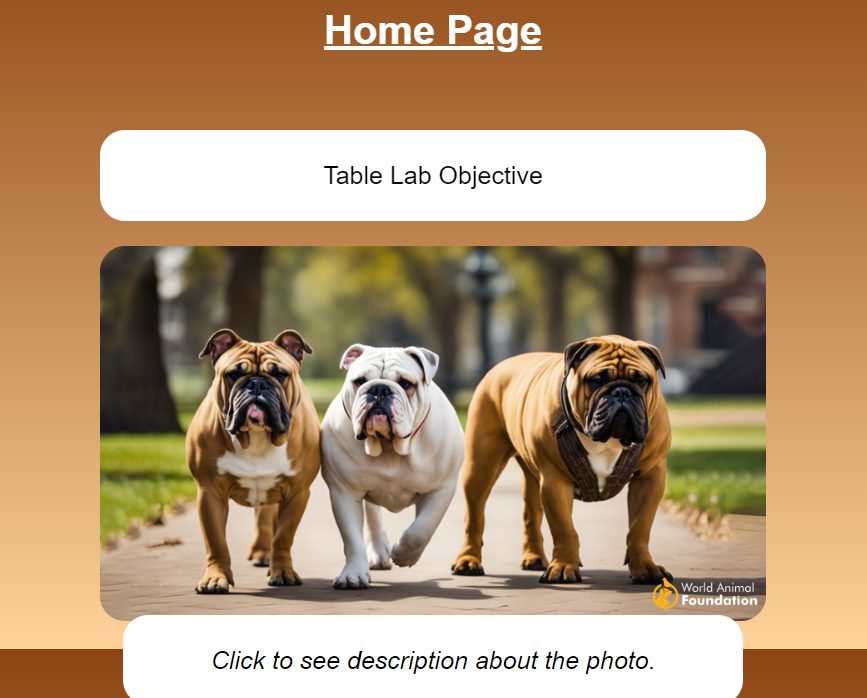 Home Page
Table Lab Objective
World Animal
Foundation
Click to see description about the photo.